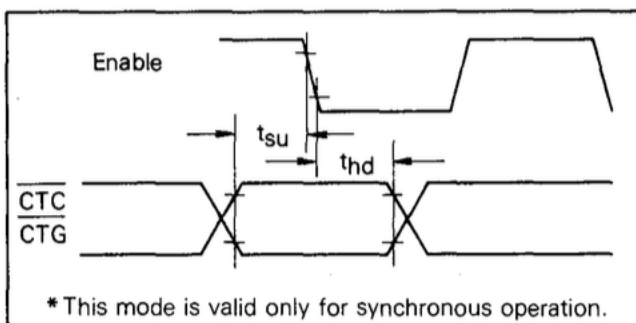 Enable
tsu
thd
CTC
CTG
* This mode is valid only for synchronous operation.